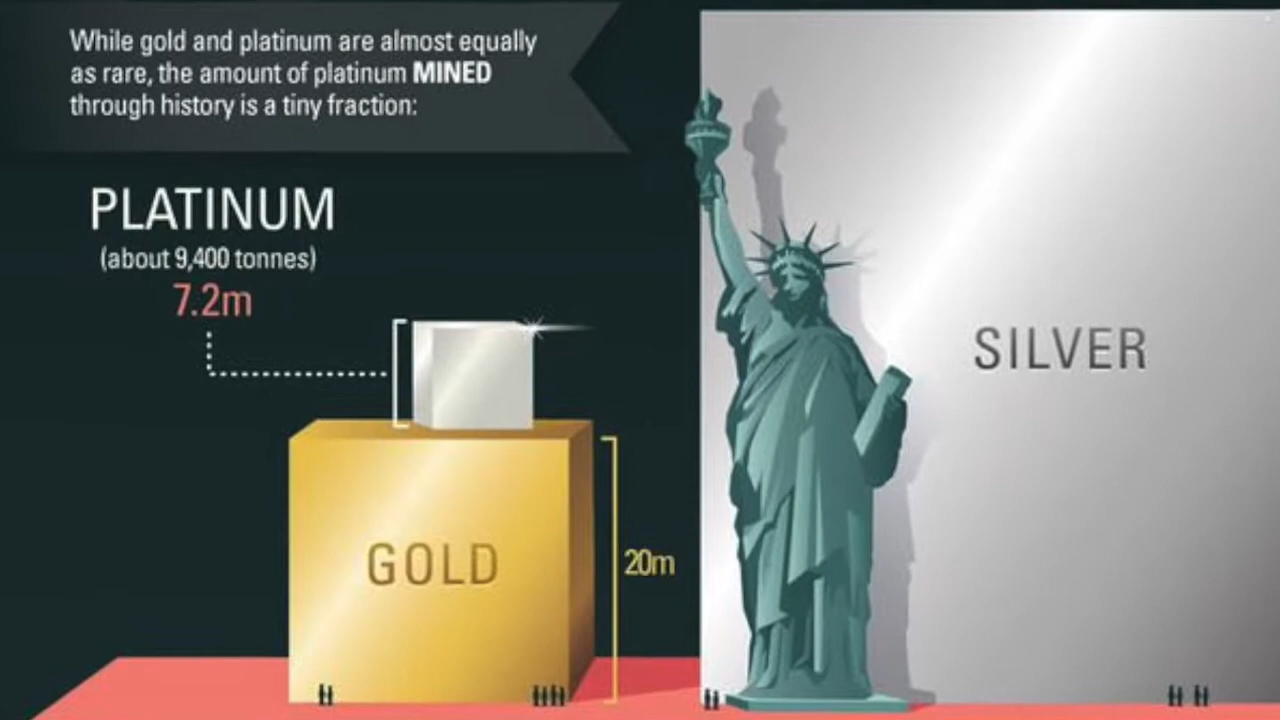 While gold and platinum are almost equally
as rare, the amount of platinum MINED
through history is a tiny fraction:
PLATINUM
(about 9,400 tonnes)
7.2m
GOLD
20m
SILVER